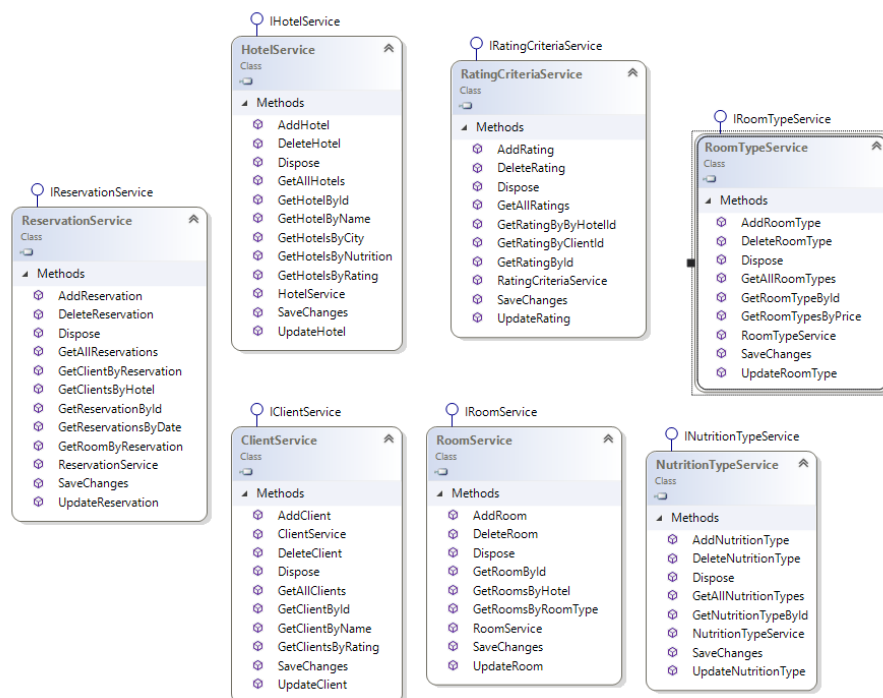 IHotelService
HotelService
Class
Methods
AddHotel
DeleteHotel
Dispose
GetAllHotels
GetHotelById
GetHotelByName
GetHotelsByCity
GetHotelsByNutrition
GetHotelsByRating
HotelService
SaveChanges
UpdateHotel
IRatingCriteriaService
RatingCriteriaService
Class
Methods
AddRating
DeleteRating
Dispose
GetAllRatings
GetRatingByByHotelId
GetRatingByClientId
GetRatingById
RatingCriteriaService
SaveChanges
UpdateRating
IRoomTypeService
RoomTypeService
Class
Methods
AddRoomType
DeleteRoomType
Dispose
GetAllRoomTypes
GetRoomTypeById
GetRoomTypesByPrice
RoomTypeService
SaveChanges
UpdateRoomType
IReservationService
ReservationService
Class
Methods
AddReservation
DeleteReservation
Dispose
GetAllReservations
GetClientByReservation
GetClientsByHotel
GetReservationById
GetReservationsByDate
GetRoomByReservation
ReservationService
SaveChanges
UpdateReservation
IClientService
ClientService
Class
Methods
AddClient
ClientService
DeleteClient
Dispose
GetAllClients
GetClientById
GetClientByName
GetClientsByRating
SaveChanges
UpdateClient
IRoomService
RoomService
Class
Methods
AddRoom
DeleteRoom
Dispose
GetRoomById
GetRoomsByHotel
GetRoomsByRoomType
RoomService
SaveChanges
UpdateRoom
INutritionTypeService
NutritionTypeService
Class
Methods
AddNutritionType
DeleteNutritionType
Dispose
GetAllNutritionTypes
GetNutritionTypeById
NutritionTypeService
SaveChanges
UpdateNutritionType